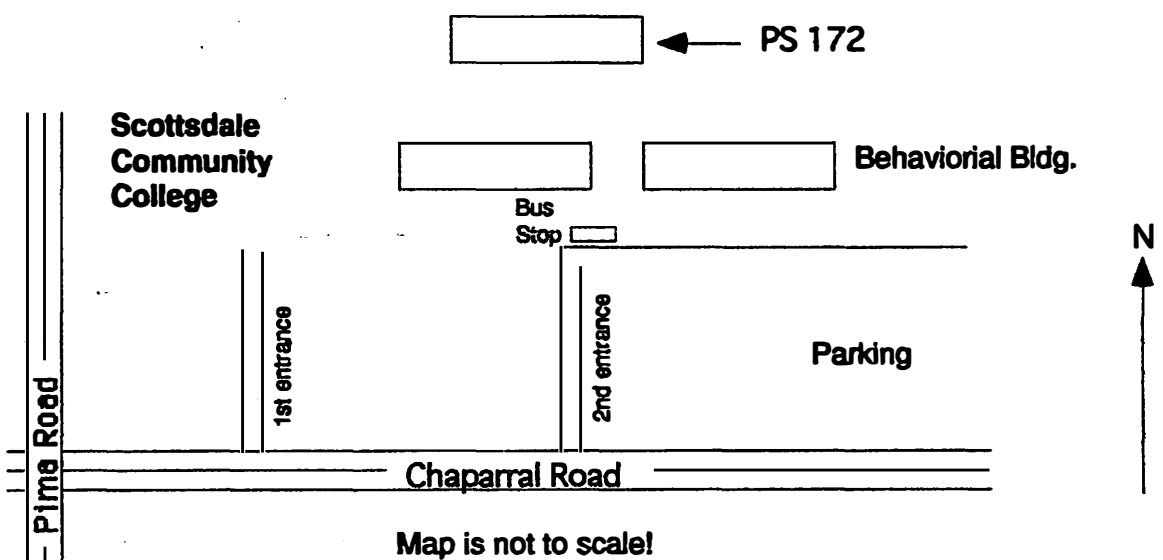 PS 172
Scottsdale
Community
College
Behaviorial Bldg.
Bus
Stop
N
1st entrance
2nd entrance
Parking
Pima Road
Chaparral Road
Map is not to scale!